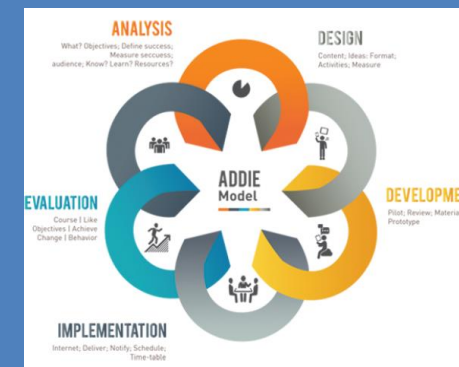 ANALYSIS
What? Objectives; Define success;
Measure seccuess;
audience; Know? Learn? Resources?
DESIGN
Content; Ideas: Format;
Activities; Measure
ADDIE
Model
EVALUATION
Course | Like
Objectives | Achieve
Change | Behavior
DEVELOPME
Pilot; Review; Materia
Prototype
IMPLEMENTATION
Internet; Deliver; Notify; Schedule;
Time-table